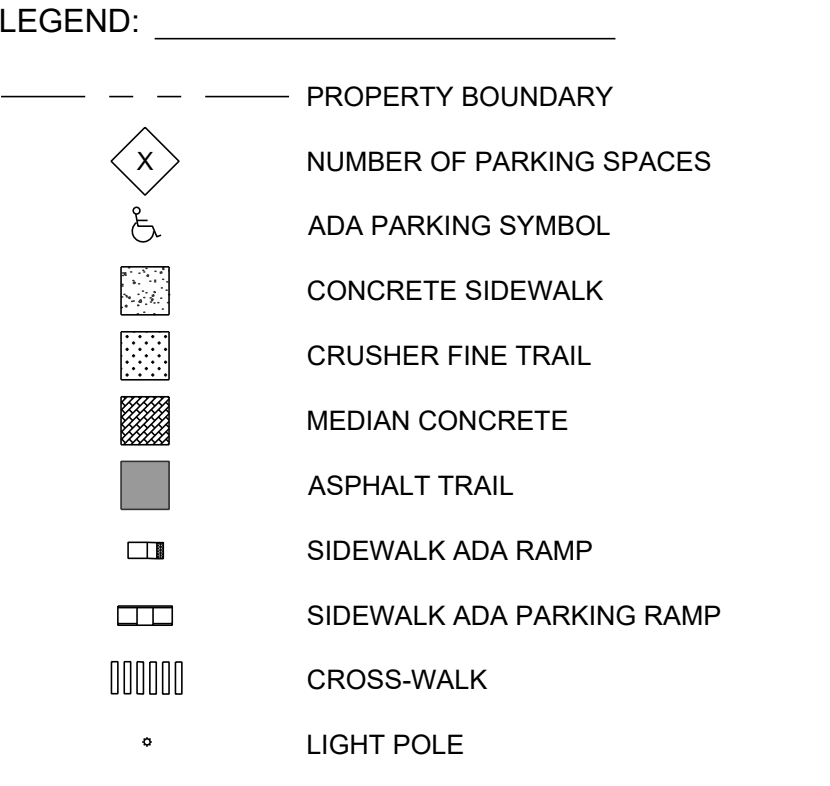 LEGEND:
PROPERTY BOUNDARY
X NUMBER OF PARKING SPACES
ADA PARKING SYMBOL
CONCRETE SIDEWALK
CRUSHER FINE TRAIL
MEDIAN CONCRETE
ASPHALT TRAIL
SIDEWALK ADA RAMP
SIDEWALK ADA PARKING RAMP
CROSS-WALK
LIGHT POLE